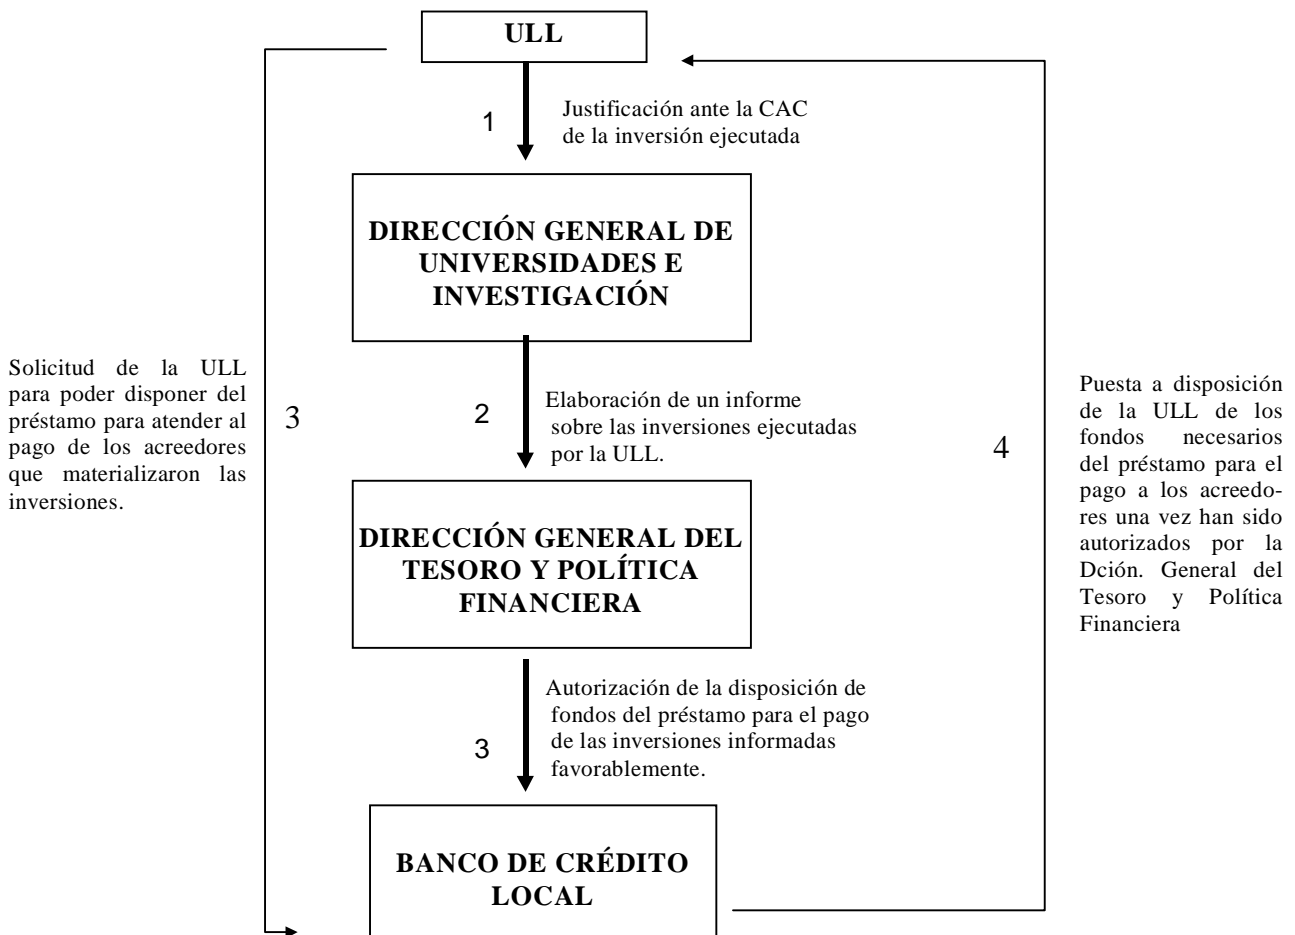 ULL
1
Justificación ante la CAC
de la inversión ejecutada
DIRECCIÓN GENERAL DE
UNIVERSIDADES E
INVESTIGACIÓN
Solicitud de la ULL
para poder disponer del
préstamo para atender al
pago de los acreedores
que materializaron las
inversiones.
3
2
Elaboración de un informe
sobre las inversiones ejecutadas
por la ULL.
4
Puesta a disposición
de la ULL de los
fondos necesarios
del préstamo para el
pago a los acreedo-
res una vez han sido
autorizados por la
Dción. General del
Tesoro y Política
Financiera
DIRECCIÓN GENERAL DEL
TESORO Y POLÍTICA
FINANCIERA
3
Autorización de la disposición de
fondos del préstamo para el pago
de las inversiones informadas
favorablemente.
BANCO DE CRÉDITO
LOCAL